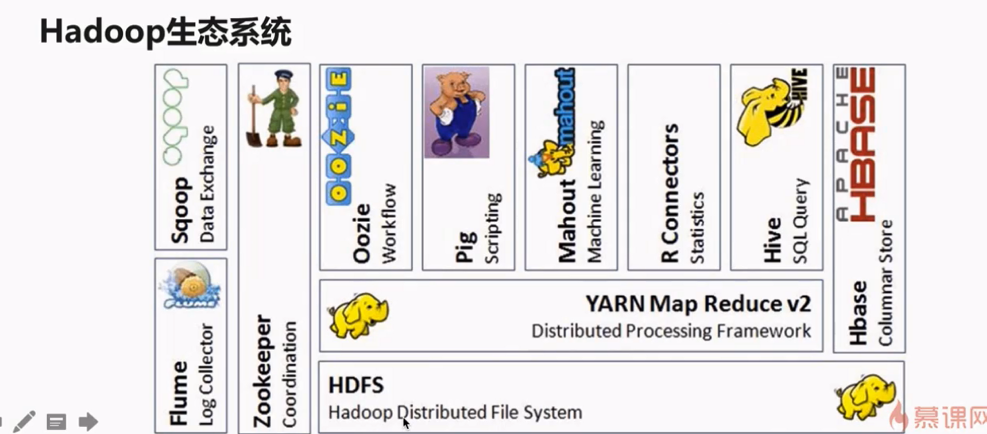 Hadoop生态系统
sqoop
Sqoop
Data Exchange
FLUME
Flume
Log Collector
Zookeeper
Coordination
OOZIE
Oozie
Workflow
Pig
Scripting
mahout
Mahout
Machine Learning
R Connectors
Statistics
HIVE
Hive
SQL Query
APACHE
HBASE
Hbase
Columnar Store
YARN Map Reduce v2
Distributed Processing Framework
HDFS
Hadoop Distributed File System
慕课网